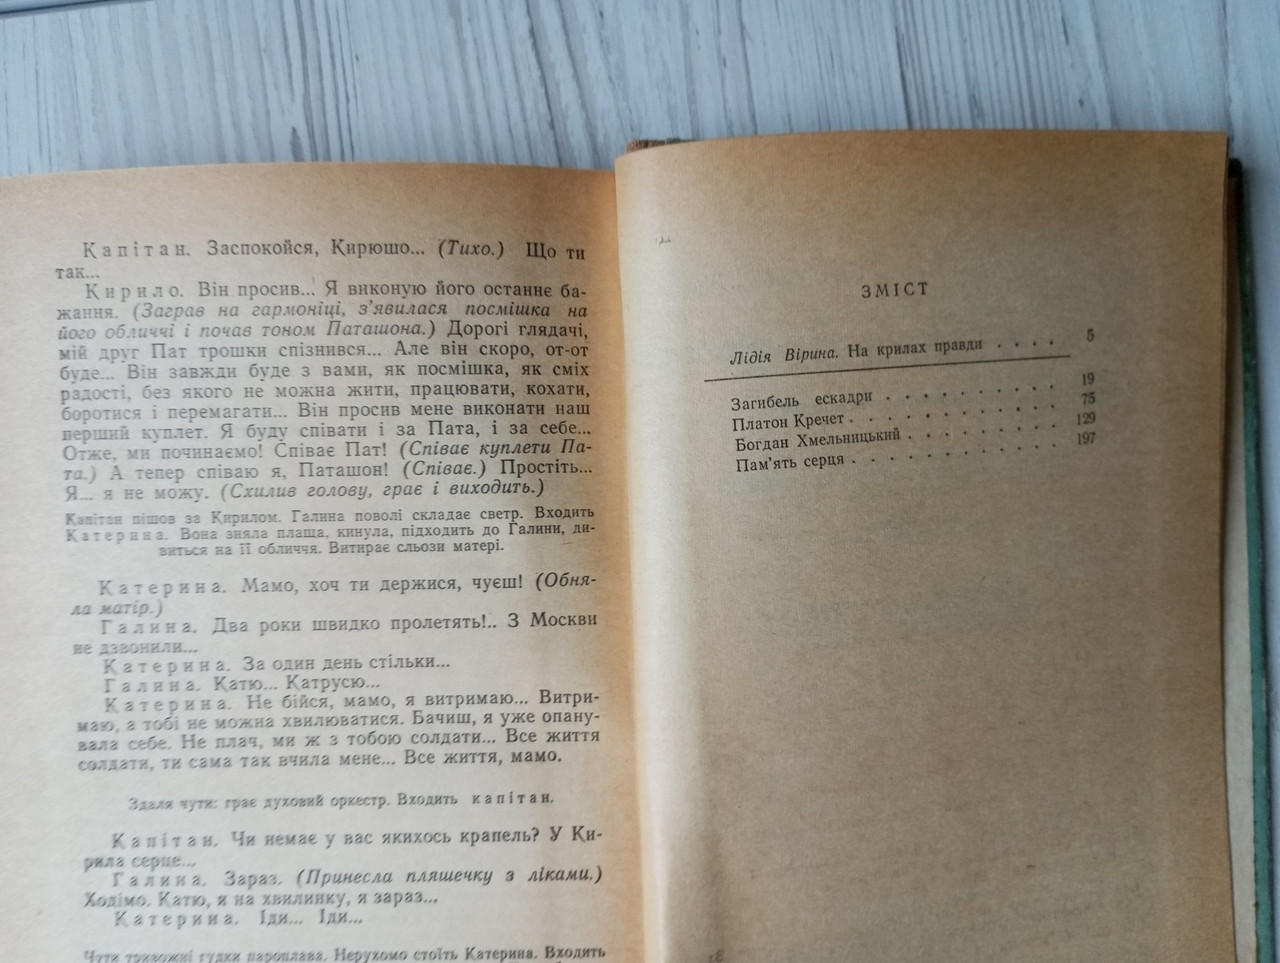 Капітан. Заспокойся, Кирюшо... (Тихо.) Що ти
так...
Кирило. Він просив... Я виконую його останнє ба-
жання. (Заграв на гармоніці, з’явилася посмішка на
його обличчі і почав тоном Паташона.) Дорогі глядачі,
мій друг Пат трошки спізнився... Але він скоро, от-от
буде... Він завжди буде з вами, як посмішка, як сміх
радості, без якого не можна жити, працювати, кохати,
боротися і перемагати... Він просив мене виконати наш
перший куплет. Я буду співати і за Пата, і за себе...
Отже, ми починаємо! Співає Пат! (Співає куплети Па-
та.) А тепер співаю я, Паташон! (Співає.) Простіть...
Я... я не можу. (Схилив голову, грає і виходить.)
Капітан пішов за Кирилом. Галина поволі складає светр. Входить
Катерина. Вона зняла плаща, кинула, підходить до Галини, ди-
виться на її обличчя. Витирає сльози матері.
Катерина. Мамо, хоч ти держися, чуєш! (Обня-
ла матір.)
Галина. Два роки швидко пролетять!.. З Москви
не дзвонили...
Катерина. За один день стільки...
Галина. Катю... Катрусю...
Катерина. Не бійся, мамо, я витримаю... Витри-
маю, а тобі не можна хвилюватися. Бачиш, я уже опану-
вала себе. Не плач, ми ж з тобою солдати... Все життя
солдати, ти сама так вчила мене... Все життя, мамо.
Здаля чути: грає духовий оркестр. Входить капітан.
Капітан. Чи немає у вас якихось крапель? У Ки-
рила серце...
Галина. Зараз. (Принесла пляшечку з ліками.)
Ходімо. Катю, я на хвилинку, я зараз...
Катерина. Іди... Іди...
Чути тривожні гудки пароплава. Нерухомо стоїть Катерина. Входить
ЗМІСТ
Лідія Вірина. На крилах правди . . . . 5
Загибель ескадри . . . . . . . . . 19
Платон Кречет . . . . . . . . . . . 75
Богдан Хмельницький . . . . . . . . 129
Пам’ять серця . . . . . . . . . . . 197